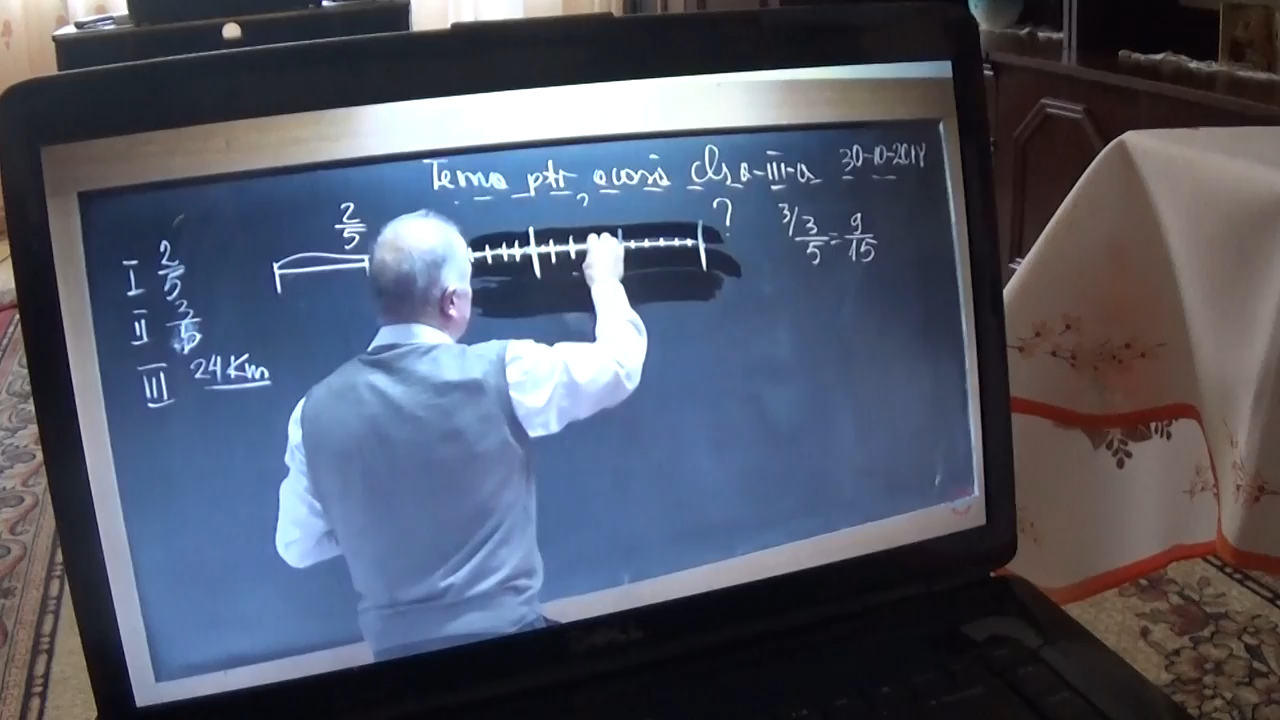 Tema ptr. acasă cls a-III-a 30-10-2014
I 2/5
II 3/5
III 24 Km
2/5
?
3/ 3/5 = 9/15